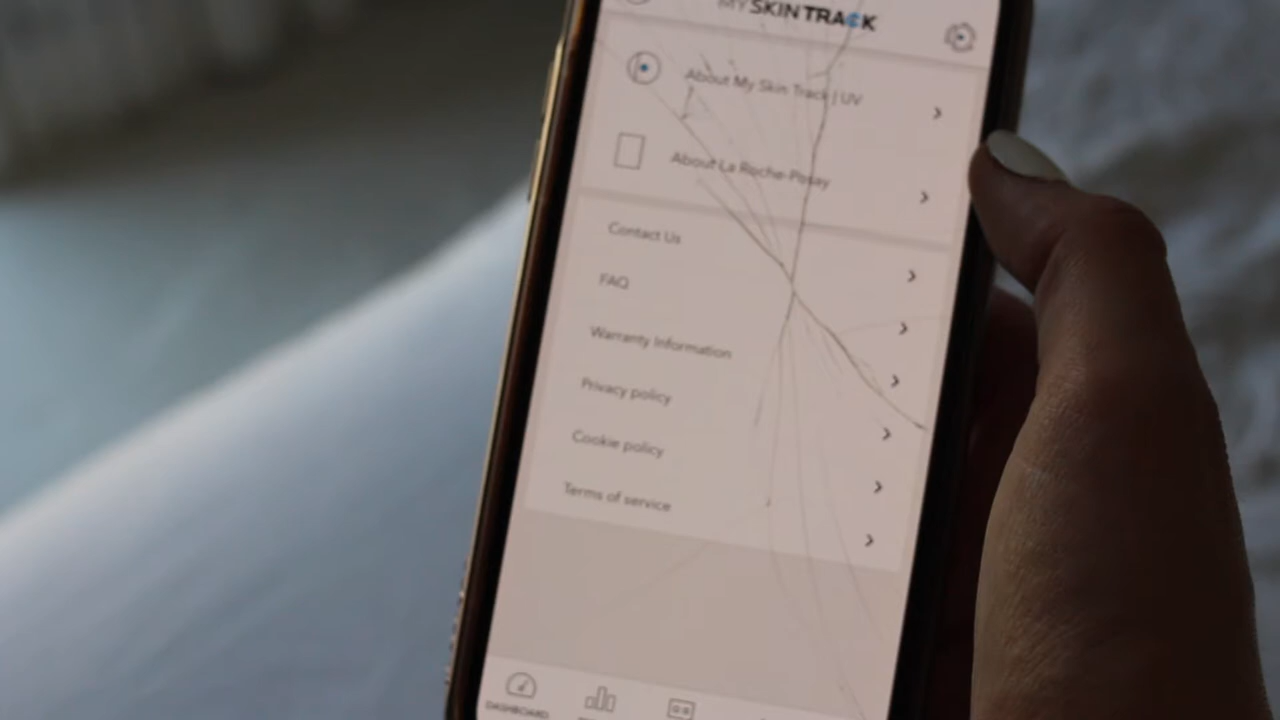 MY SKIN TRACK
About My Skin Track | UV
About La Roche-Posay
Contact Us
FAQ
Warranty Information
Privacy policy
Cookie policy
Terms of service
DASHBOARD